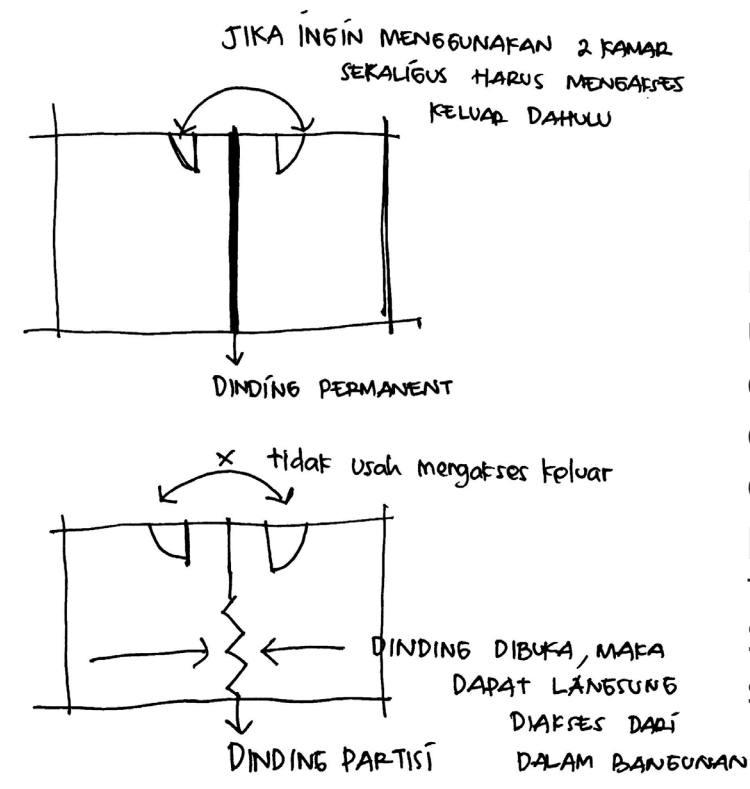 JIKA INGIN MENGGUNAKAN 2 KAMAR
SEKALIGUS HARUS MENGAKSES
KELUAR DAHULU
DINDING PERMANENT
x tidak usah mengakses keluar
DINDING DIBUKA, MAKA
DAPAT LANGSUNG
DIAKSES DARI
DINDING PARTISI DALAM BANGUNAN